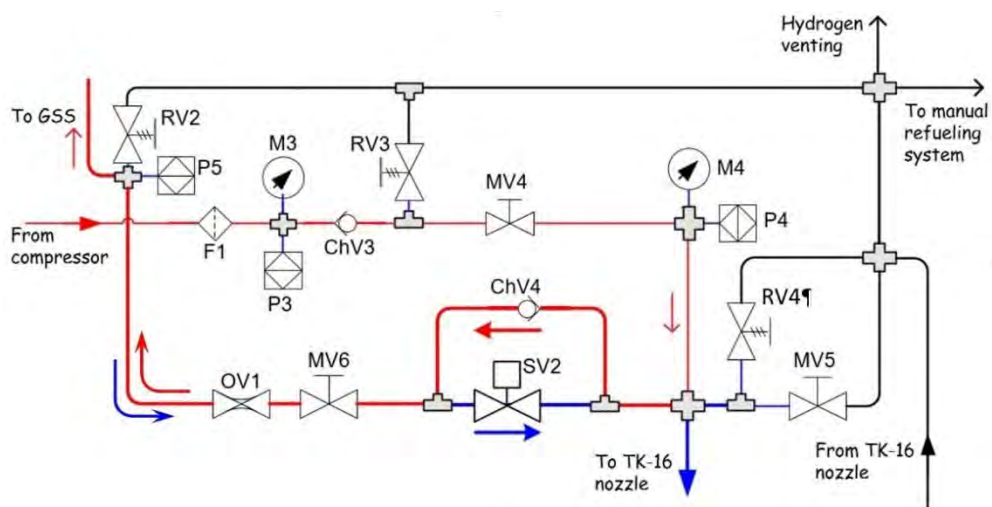 Hydrogen
venting
To GSS
RV2
To manual
refueling
system
P5
M3
RV3
MV4
M4
P4
From
compressor
F1
ChV3
P3
ChV4
RV4¶
OV1
MV6
SV2
MV5
To TK-16
nozzle
From TK-16
nozzle